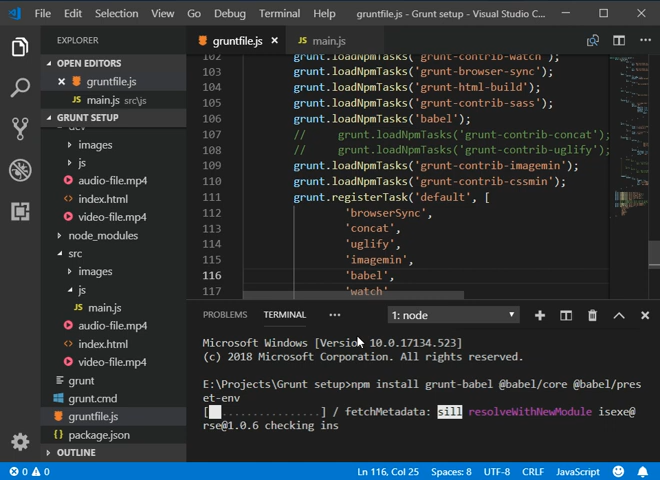 File Edit Selection View Go Debug Terminal Help gruntfile.js - Grunt setup - Visual Studio C...
EXPLORER
OPEN EDITORS
gruntfile.js
main.js src\js
GRUNT SETUP
dev
images
js
audio-file.mp4
index.html
video-file.mp4
node_modules
src
images
js
main.js
audio-file.mp4
index.html
video-file.mp4
grunt
grunt.cmd
gruntfile.js
package.json
OUTLINE
gruntfile.js main.js
102 grunt.loadNpmTasks('grunt-contrib-watch');
103 grunt.loadNpmTasks('grunt-browser-sync');
104 grunt.loadNpmTasks('grunt-html-build');
105 grunt.loadNpmTasks('grunt-contrib-sass');
106 grunt.loadNpmTasks('babel');
107 // grunt.loadNpmTasks('grunt-contrib-concat');
108 // grunt.loadNpmTasks('grunt-contrib-uglify');
109 grunt.loadNpmTasks('grunt-contrib-imagemin');
110 grunt.loadNpmTasks('grunt-contrib-cssmin');
111 grunt.registerTask('default', [
112 'browserSync',
113 'concat',
114 'uglify',
115 'imagemin',
116 'babel',
117 'watch'
PROBLEMS TERMINAL ••• 1: node
Microsoft Windows [Version 10.0.17134.523]
(c) 2018 Microsoft Corporation. All rights reserved.
E:\Projects\Grunt setup>npm install grunt-babel @babel/core @babel/pres
et-env
[ ................] / fetchMetadata: sill resolveWithNewModule isexe@
rse@1.0.6 checking ins
0 0 Ln 116, Col 25 Spaces: 8 UTF-8 CRLF JavaScript